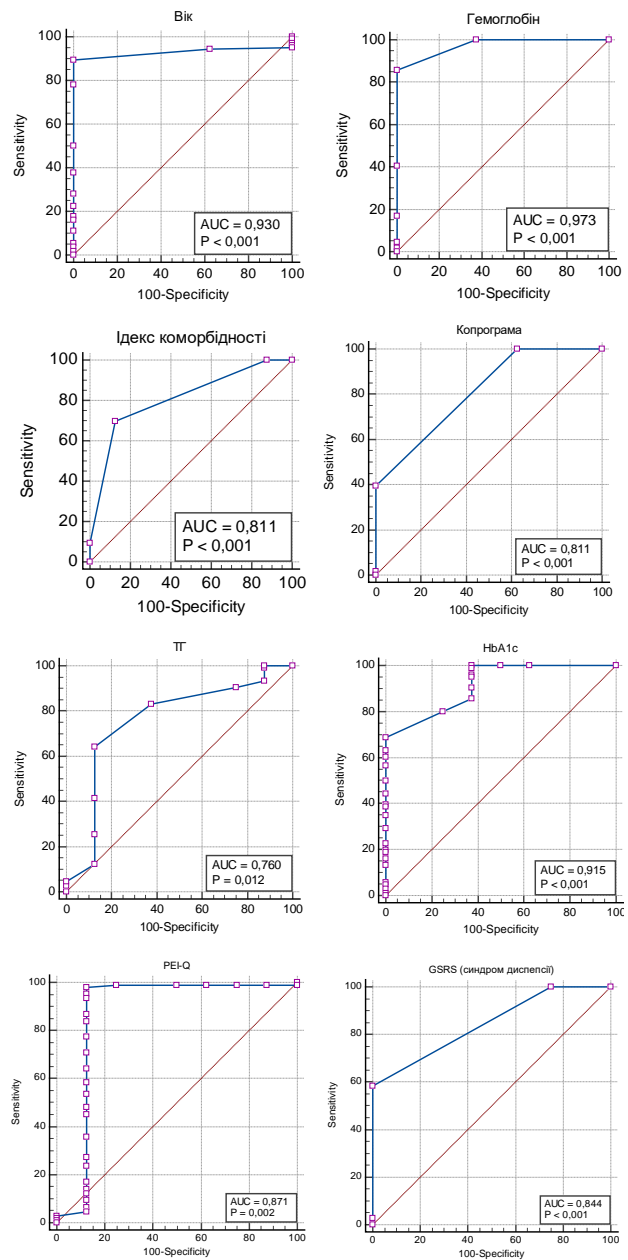 Вік
100
80
60
40
20
0
Sensitivity
0 20 40 60 80 100
100-Specificity
AUC = 0,930
P < 0,001
Гемоглобін
100
80
60
40
20
0
Sensitivity
0 20 40 60 80 100
100-Specificity
AUC = 0,973
P < 0,001
Ідекс коморбідності
100
80
60
40
20
0
Sensitivity
0 20 40 60 80 100
100-Specificity
AUC = 0,811
P < 0,001
Копрограма
100
80
60
40
20
0
Sensitivity
0 20 40 60 80 100
100-Specificity
AUC = 0,811
P < 0,001
ТГ
100
80
60
40
20
0
Sensitivity
0 20 40 60 80 100
100-Specificity
AUC = 0,760
P = 0,012
HbA1c
100
80
60
40
20
0
Sensitivity
0 20 40 60 80 100
100-Specificity
AUC = 0,915
P < 0,001
PEI-Q
100
80
60
40
20
0
Sensitivity
0 20 40 60 80 100
100-Specificity
AUC = 0,871
P = 0,002
GSRS (синдром диспепсії)
100
80
60
40
20
0
Sensitivity
0 20 40 60 80 100
100-Specificity
AUC = 0,844
P < 0,001